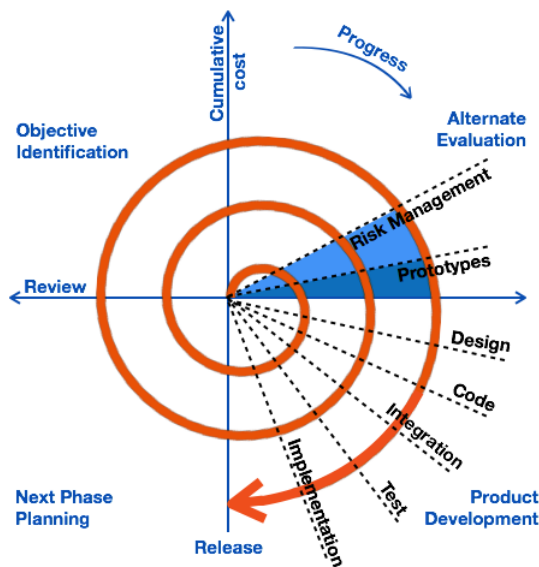 Cumulative
cost
Progress
Objective
Identification
Alternate
Evaluation
Risk Management
Prototypes
Review
Design
Code
Integration
Test
Implementation
Next Phase
Planning
Product
Development
Release